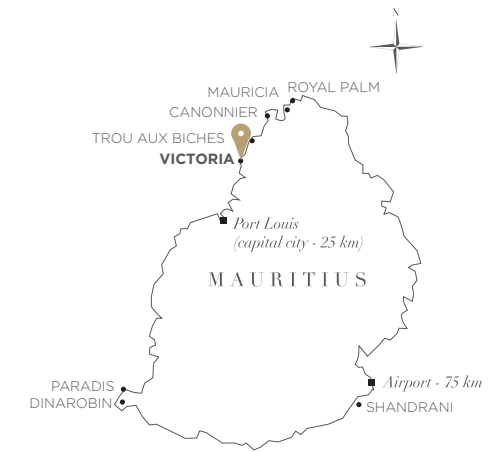 N
ROYAL PALM
MAURICIA
CANONNIER
TROU AUX BICHES
VICTORIA
Port Louis
(capital city - 25 km)
MAURITIUS
PARADIS
DINAROBIN
Airport - 75 km
SHANDRANI